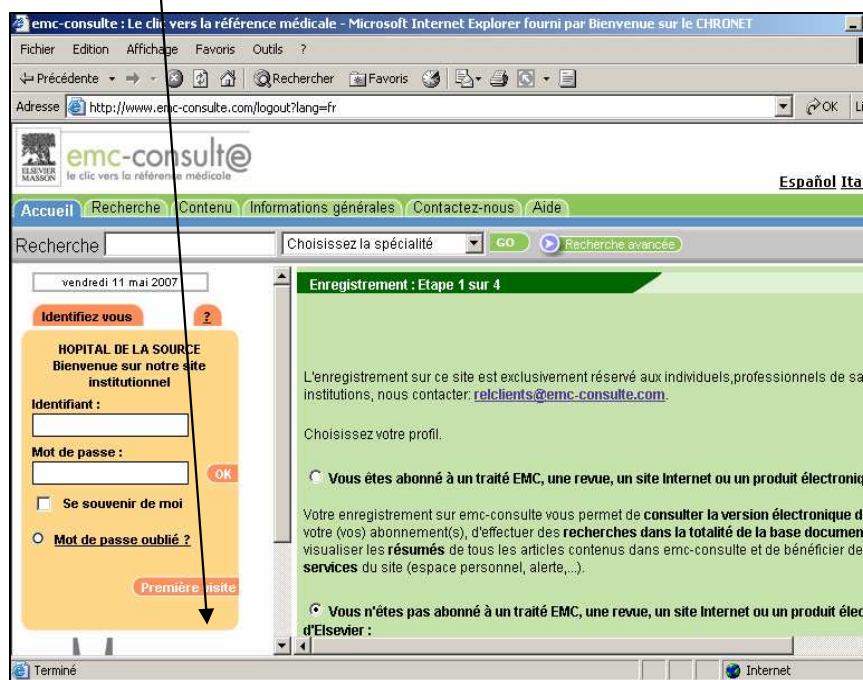 emc-consulte : Le clic vers la référence médicale - Microsoft Internet Explorer fourni par Bienvenue sur le CHRONET
Fichier Edition Affichage Favoris Outils ?
Précédente Rechercher Favoris
Adresse http://www.emc-consulte.com/logout?lang=fr OK Li
ELSEVIER MASSON
emc-consult@
le clic vers la référence médicale
Español Ita
Accueil Recherche Contenu Informations générales Contactez-nous Aide
Recherche Choisissez la spécialité GO Recherche avancée
vendredi 11 mai 2007
Identifiez vous ?
HOPITAL DE LA SOURCE
Bienvenue sur notre site
institutionnel
Identifiant :
Mot de passe :
OK
Se souvenir de moi
Mot de passe oublié ?
Première visite
Enregistrement : Etape 1 sur 4
L'enregistrement sur ce site est exclusivement réservé aux individuels,professionnels de sa
institutions, nous contacter: relclients@emc-consulte.com.
Choisissez votre profil.
Vous êtes abonné à un traité EMC, une revue, un site Internet ou un produit électroniq
Votre enregistrement sur emc-consulte vous permet de consulter la version électronique d
votre (vos) abonnement(s), d'effectuer des recherches dans la totalité de la base documen
visualiser les résumés de tous les articles contenus dans emc-consulte et de bénéficier de
services du site (espace personnel, alerte,...).
Vous n'êtes pas abonné à un traité EMC, une revue, un site Internet ou un produit élec
d'Elsevier :
Terminé Internet